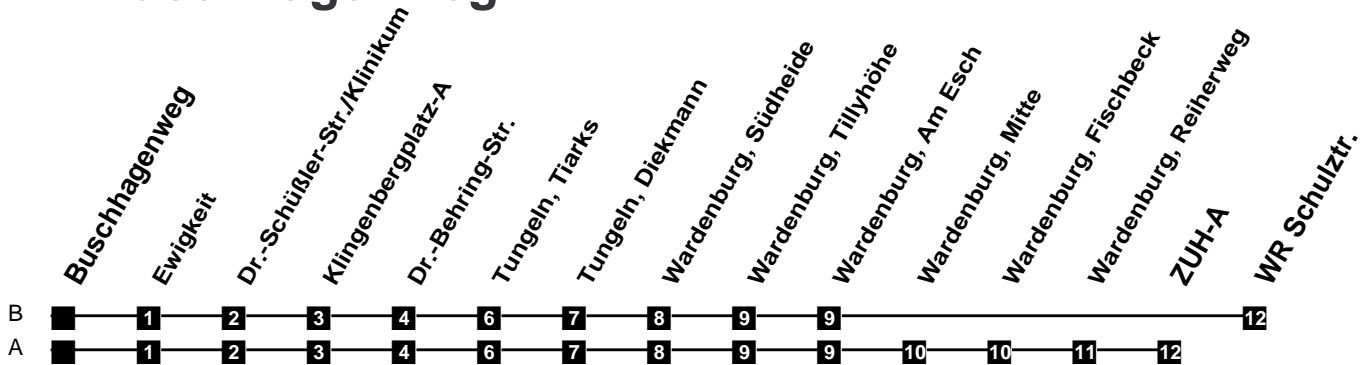 Buschhagenweg
Ewigkeit
Dr.-Schüßler-Str./Klinikum
Klingenbergplatz-A
Dr.-Behring-Str.
Tungeln, Tiarks
Tungeln, Diekmann
Wardenburg, Südheide
Wardenburg, Tillyhöhe
Wardenburg, Am Esch
Wardenburg, Mitte
Wardenburg, Fischbeck
Wardenburg, Reiherweg
ZUH-A
WR Schulztr.
B 1 2 3 4 6 7 8 9 9 12
A 1 2 3 4 6 7 8 9 9 10 10 11 12